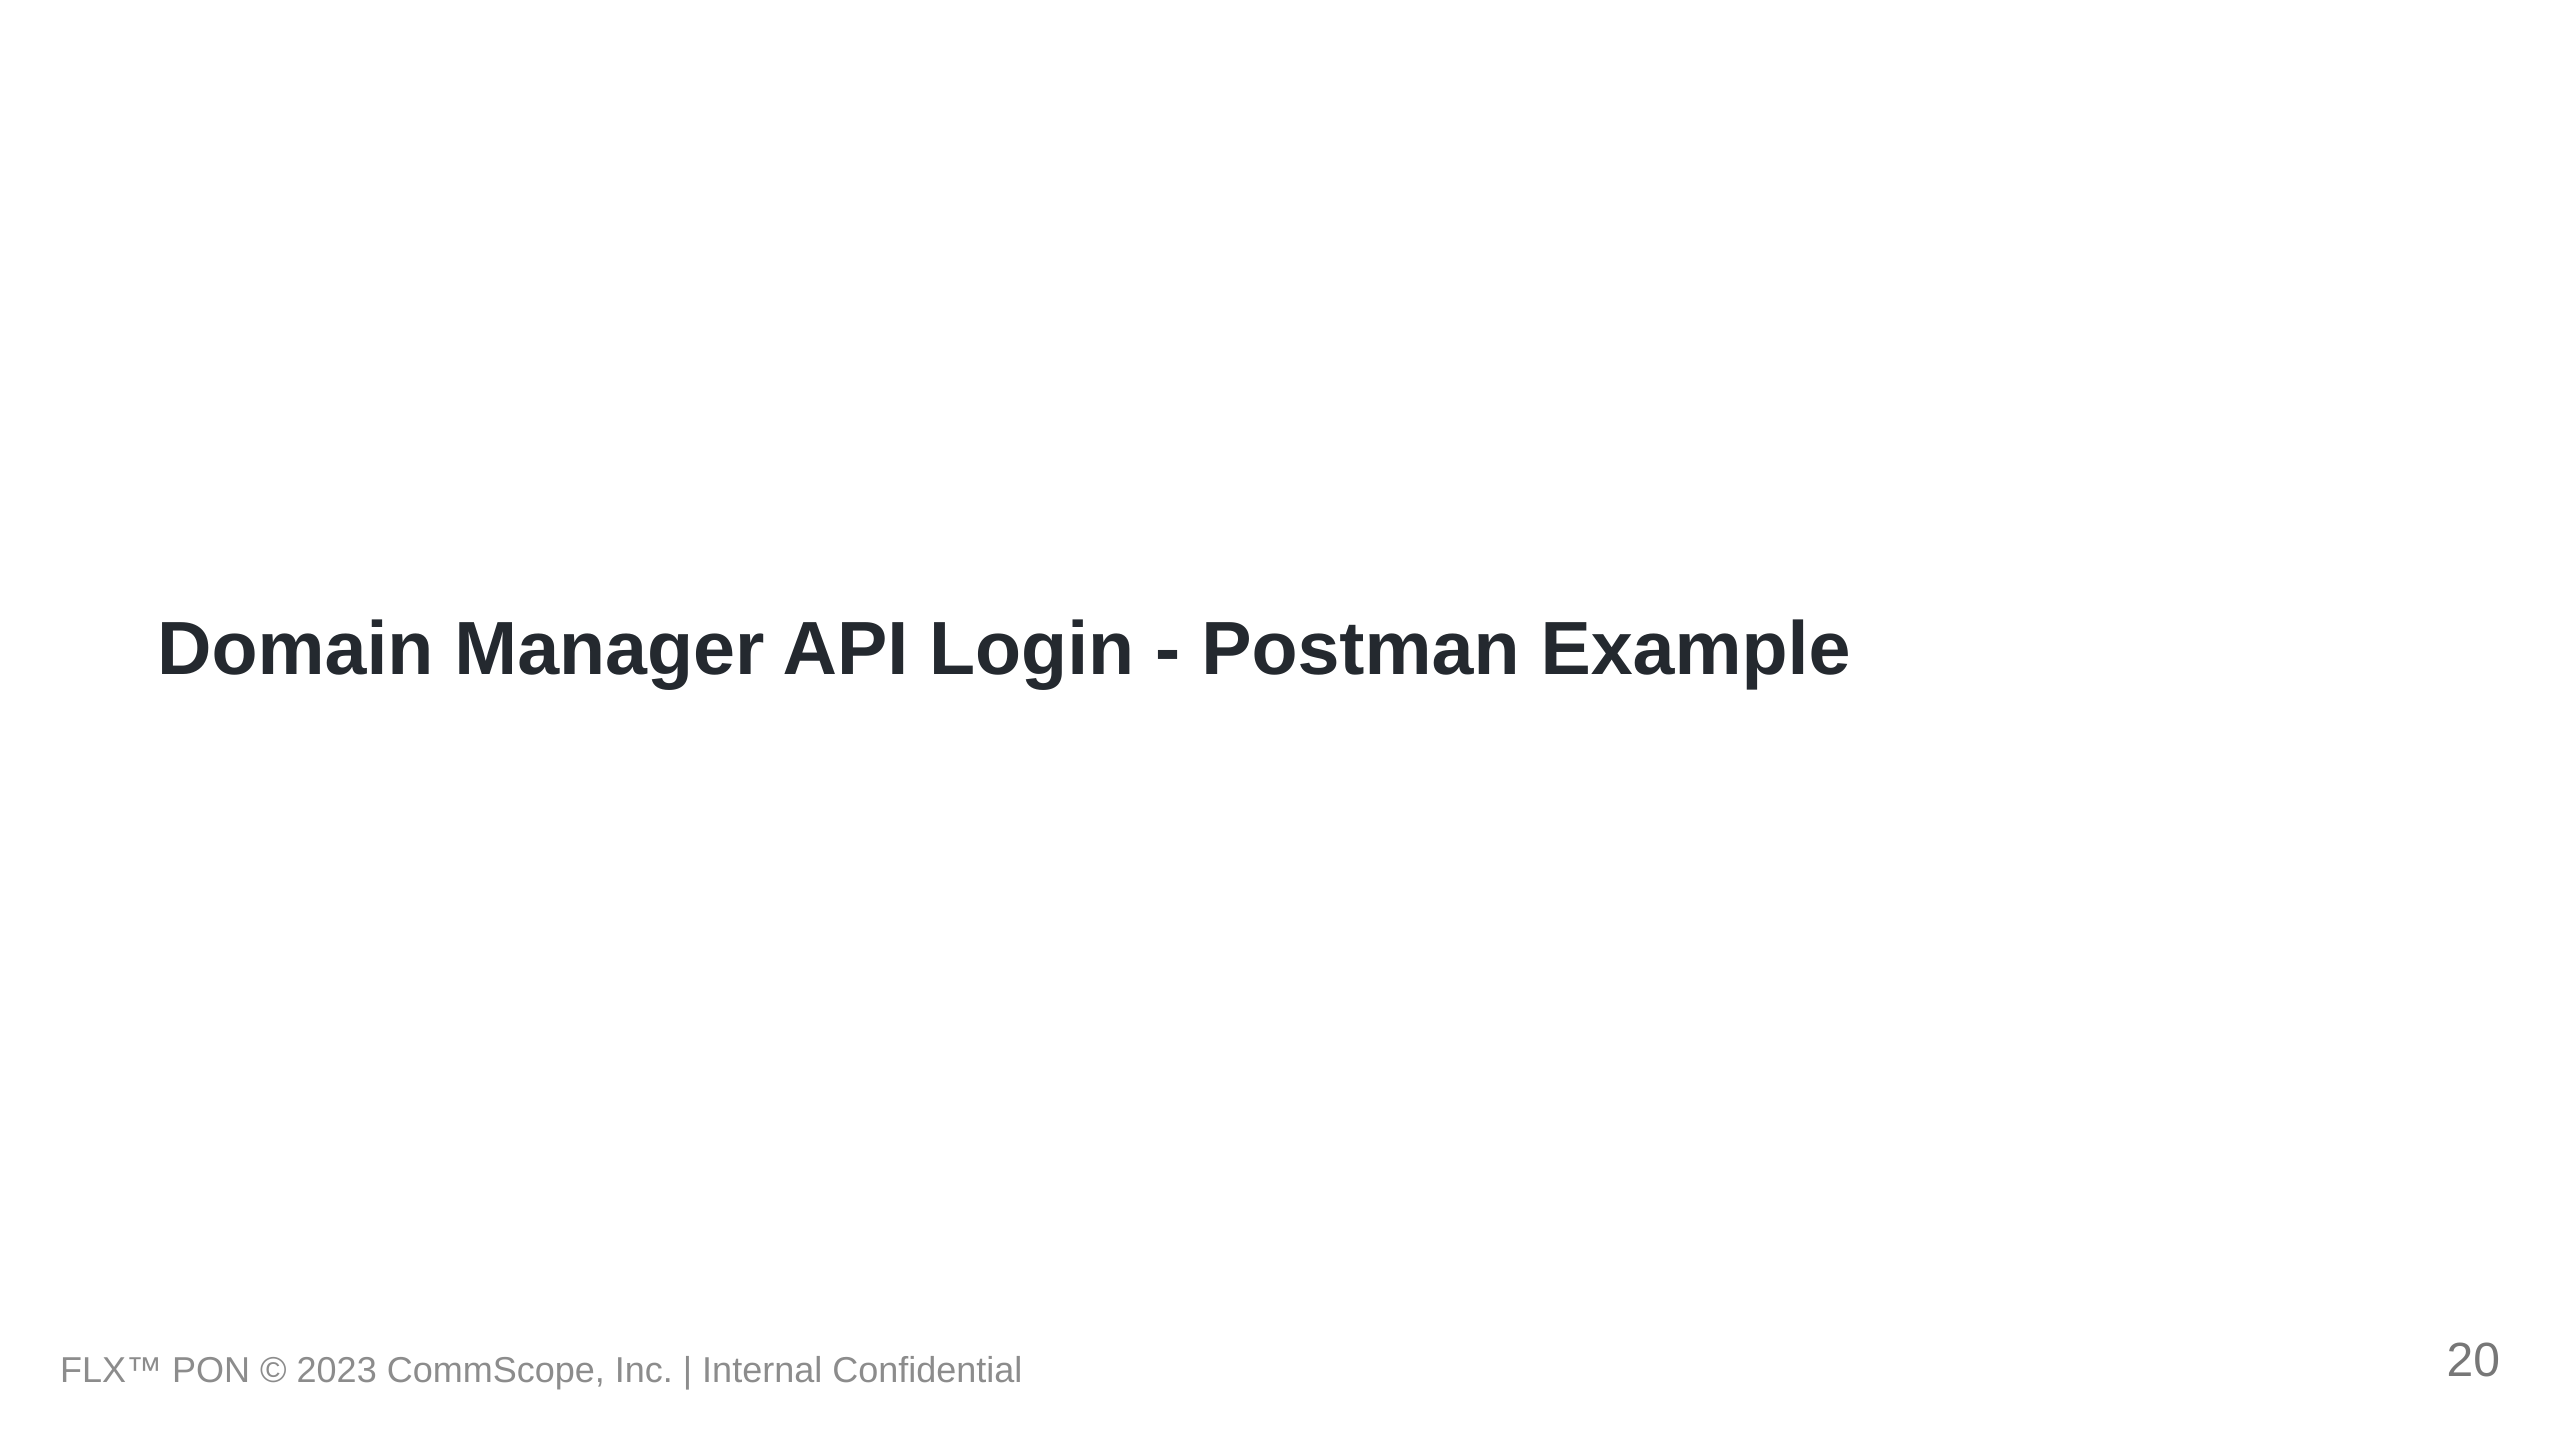 Domain Manager API Login - Postman Example
FLX™ PON © 2023 CommScope, Inc. | Internal Confidential
20